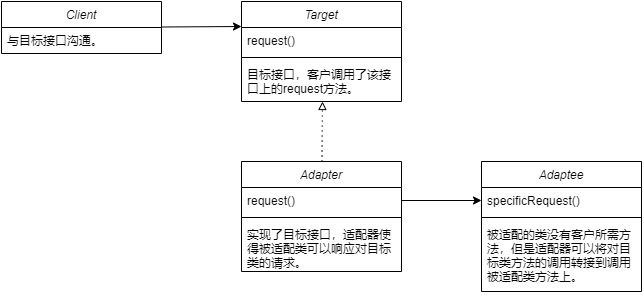 Client
与目标接口沟通。
Target
request()
目标接口，客户调用了该接
口上的request方法。
Adapter
request()
实现了目标接口，适配器使
得被适配类可以响应对目标
类的请求。
Adaptee
specificRequest()
被适配的类没有客户所需方
法，但是适配器可以将对目
标类方法的调用转接到调用
被适配类方法上。